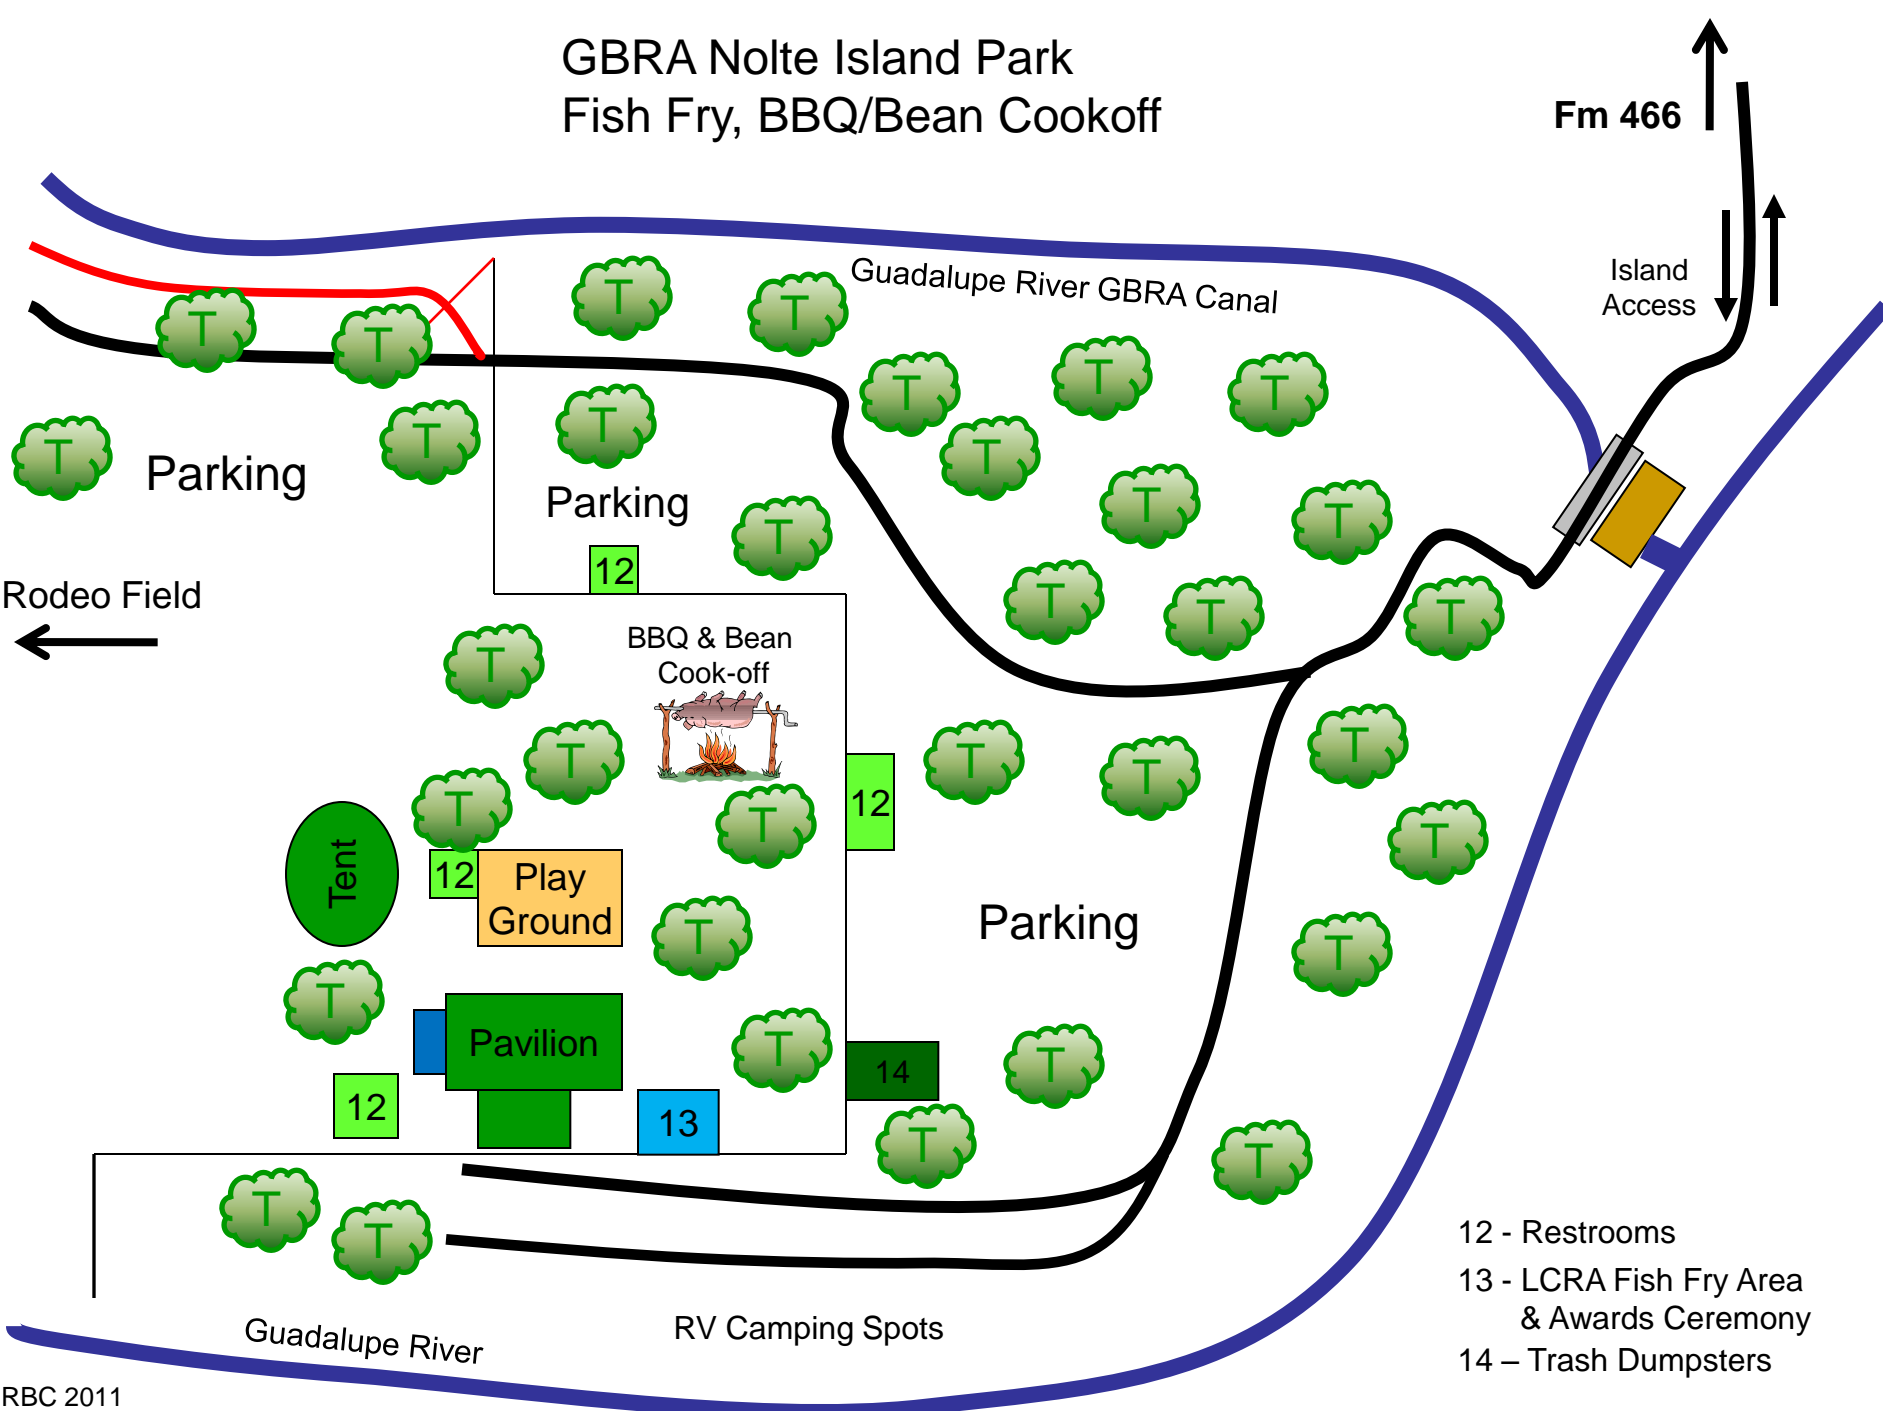 GBRA Nolte Island Park
Fish Fry, BBQ/Bean Cookoff
Fm 466
Island
Access
Guadalupe River GBRA Canal
T
T
T
T
T
T
T
T
T
T
T
T
Parking
Parking
T
T
T
T
12
Rodeo Field
T
T
T
BBQ & Bean
Cook-off
T
T
T
T
T
T
T
12
T
Tent
12
Play
Ground
T
Parking
T
T
Pavilion
T
T
14
12
13
T
T
T
T
12 - Restrooms
13 - LCRA Fish Fry Area
& Awards Ceremony
14 – Trash Dumpsters
Guadalupe River
RV Camping Spots
RBC 2011